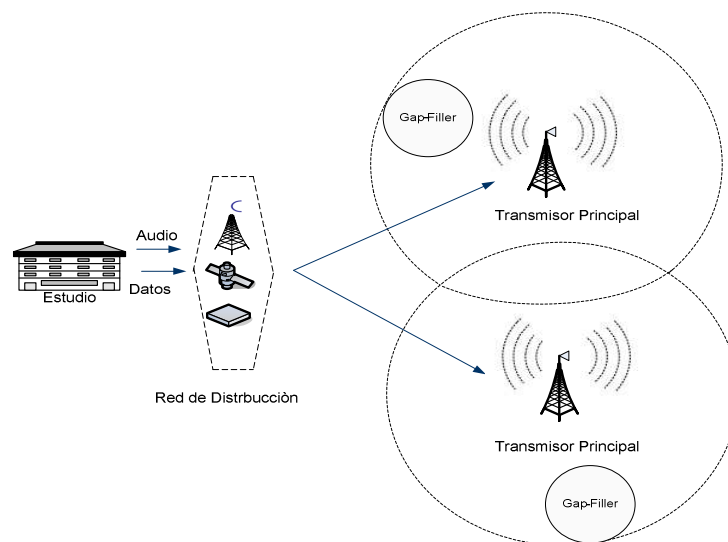 Gap-Filler
Transmisor Principal
Audio
Datos
Estudio
Red de Distrbucciòn
Transmisor Principal
Gap-Filler